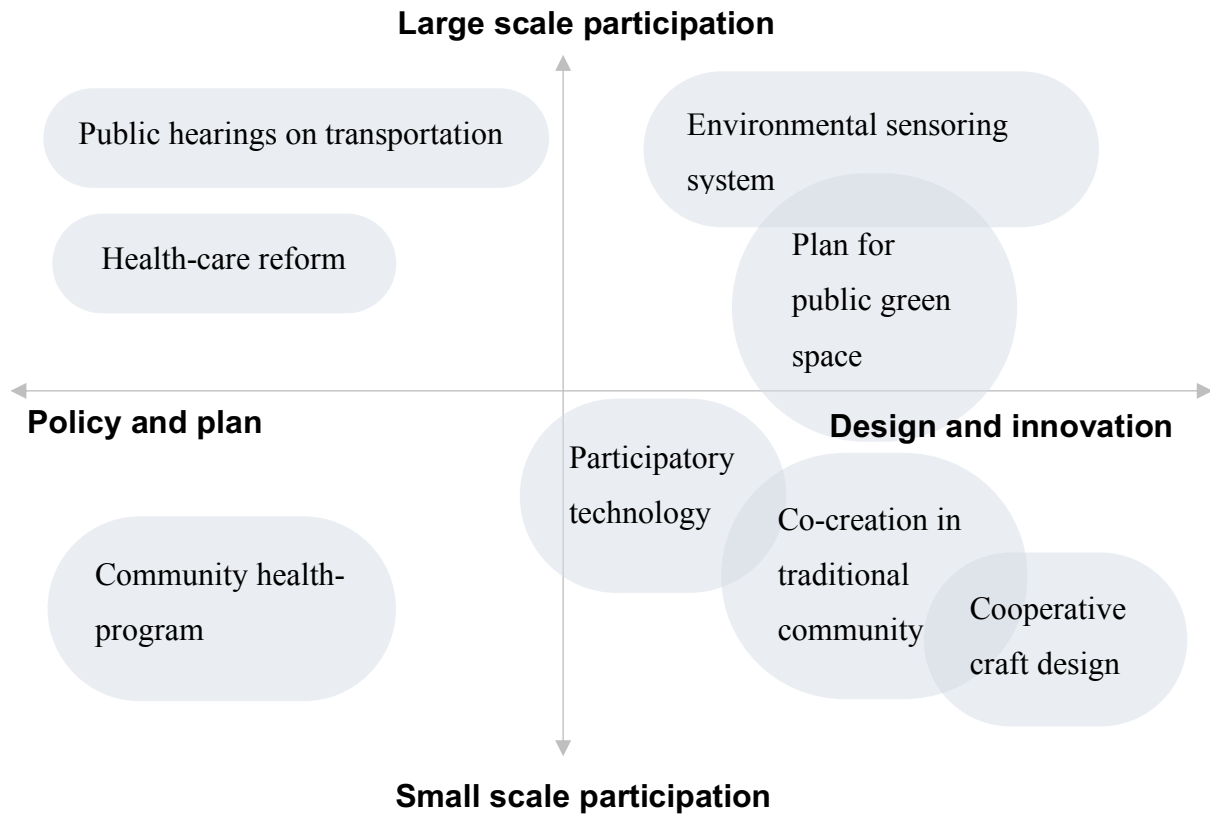 Large scale participation
Public hearings on transportation
Health-care reform
Environmental sensoring
system
Plan for
public green
space
Policy and plan
Design and innovation
Participatory
technology
Community health-
program
Co-creation in
traditional
community
Cooperative
craft design
Small scale participation